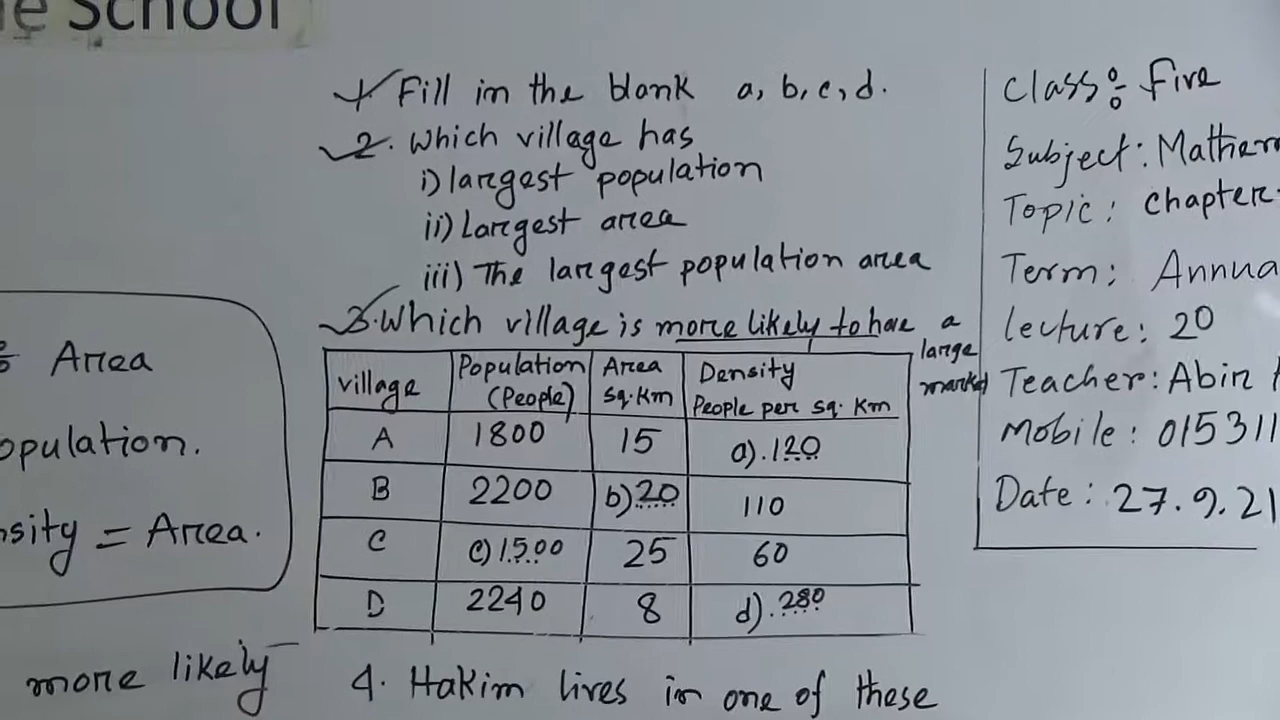 School
1. Fill in the blank a, b, c, d.
2. Which village has
i) largest population
ii) Largest area
iii) The largest population area
3. Which village is more likely to have a
large
market
Village Population (People) Area sq. Km Density People per sq. Km
A 1800 15 a). 120
B 2200 b) 20 110
C c) 1500 25 60
D 2240 8 d). 280
4. Hakim lives in one of these
Area
opulation.
sity = Area.
more likely
Class: Five
Subject: Mathem
Topic: Chapter
Term: Annua
lecture: 20
Teacher: Abir
Mobile: 015311
Date: 27.9.21